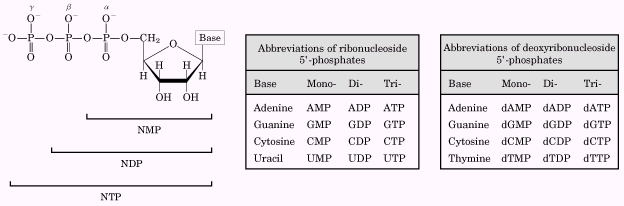 γ β α
O⁻ O⁻ O⁻
⁻O—P—O—P—O—P—O—CH₂ O Base
O O O
H H H H
OH OH
NMP
NDP
NTP
Abbreviations of ribonucleoside
5'-phosphates
Base Mono- Di- Tri-
Adenine AMP ADP ATP
Guanine GMP GDP GTP
Cytosine CMP CDP CTP
Uracil UMP UDP UTP
Abbreviations of deoxyribonucleoside
5'-phosphates
Base Mono- Di- Tri-
Adenine dAMP dADP dATP
Guanine dGMP dGDP dGTP
Cytosine dCMP dCDP dCTP
Thymine dTMP dTDP dTTP